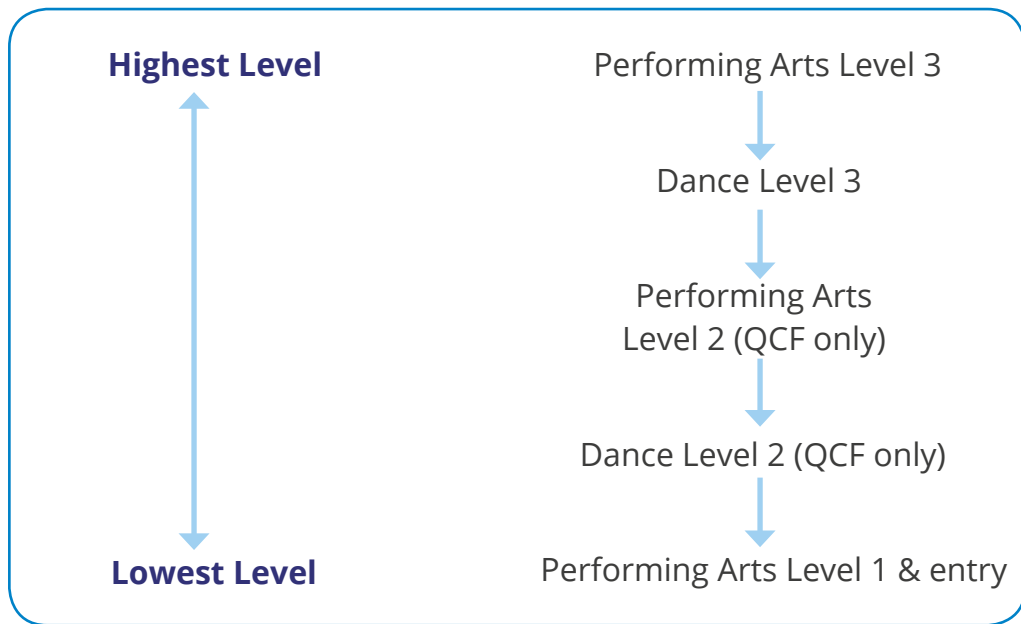 Highest Level
Performing Arts Level 3
Dance Level 3
Performing Arts
Level 2 (QCF only)
Dance Level 2 (QCF only)
Lowest Level
Performing Arts Level 1 & entry